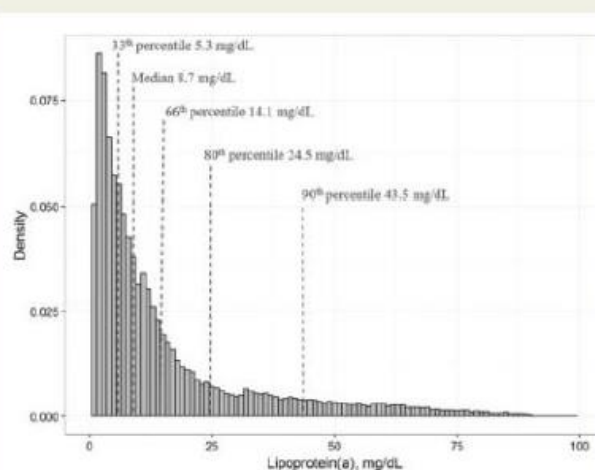 33th percentile 5.3 mg/dL
Median 8.7 mg/dL
66th percentile 14.1 mg/dL
80th percentile 24.5 mg/dL
90th percentile 43.5 mg/dL
Density
0.075
0.050
0.025
0.000
0
25
50
75
100
Lipoprotein(a), mg/dL